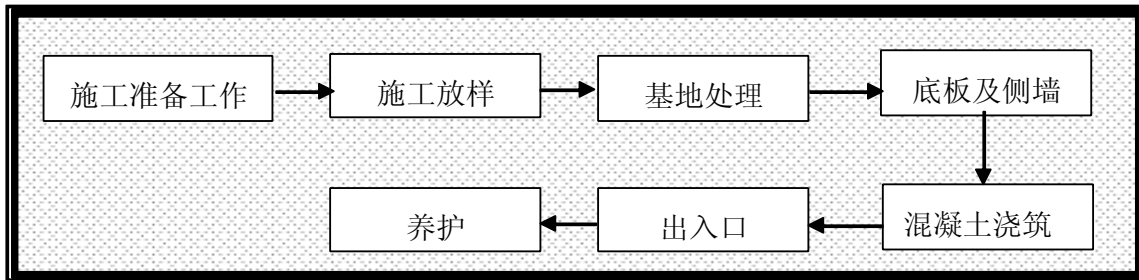 施工准备工作
施工放样
基地处理
底板及侧墙
混凝土浇筑
出入口
养护